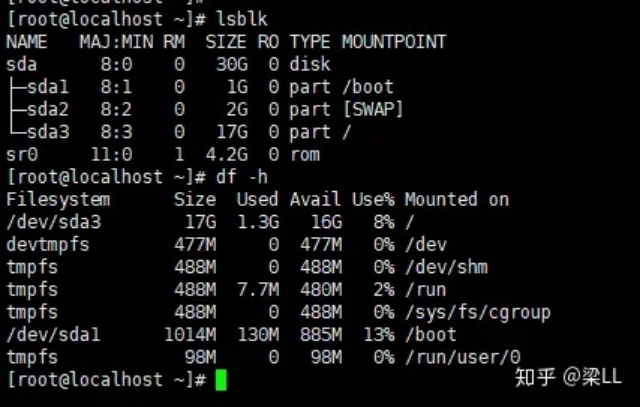 [root@localhost ~]# lsblk
NAME   MAJ:MIN RM  SIZE RO TYPE MOUNTPOINT
sda      8:0    0   30G  0 disk
├─sda1   8:1    0    1G  0 part /boot
├─sda2   8:2    0    2G  0 part [SWAP]
└─sda3   8:3    0   17G  0 part /
sr0     11:0    1  4.2G  0 rom
[root@localhost ~]# df -h
Filesystem      Size  Used Avail Use% Mounted on
/dev/sda3        17G  1.3G   16G   8% /
devtmpfs        477M     0  477M   0% /dev
tmpfs           488M     0  488M   0% /dev/shm
tmpfs           488M  7.7M  480M   2% /run
tmpfs           488M     0  488M   0% /sys/fs/cgroup
/dev/sda1      1014M  130M  885M  13% /boot
tmpfs            98M     0   98M   0% /run/user/0
[root@localhost ~]#
知乎 @梁LL